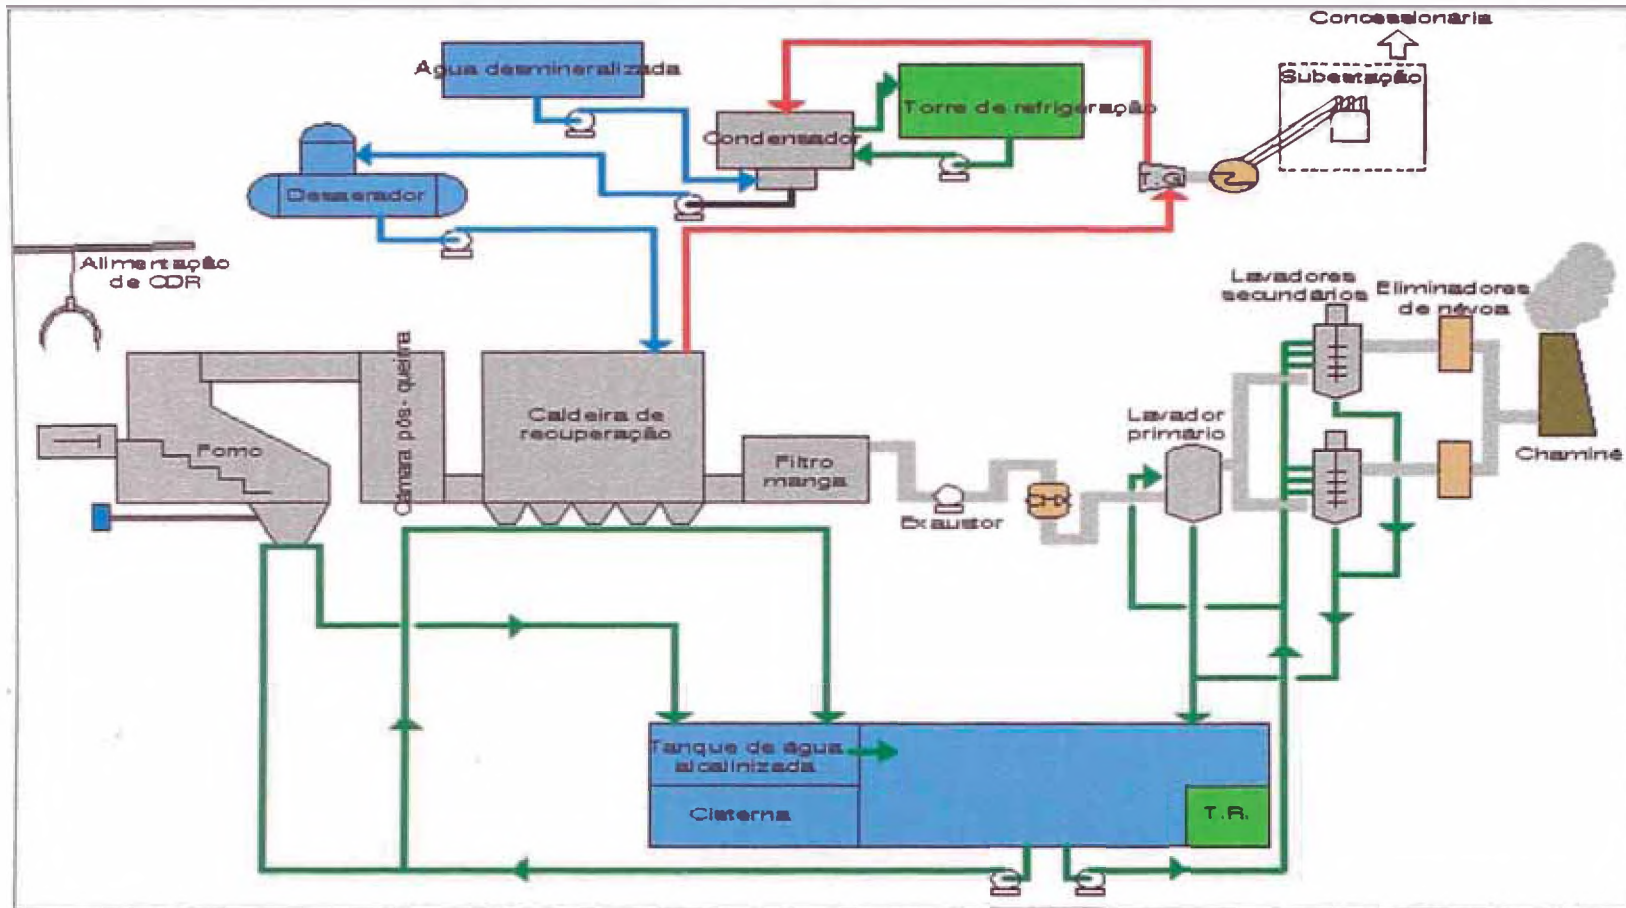 Concessionária
Subestação
Água desmineralizada
Torre de refrigeração
Condensador
T.G
Desaerador
Alimentação
de CDR
Lavadores
secundários
Eliminadores
de névoa
Câmara pós- queima
Caldeira de
recuperação
Lavador
primário
Forno
Filtro
manga
Chaminé
Exaustor
Tanque de água
alcalinizada
Cisterna
T.R.